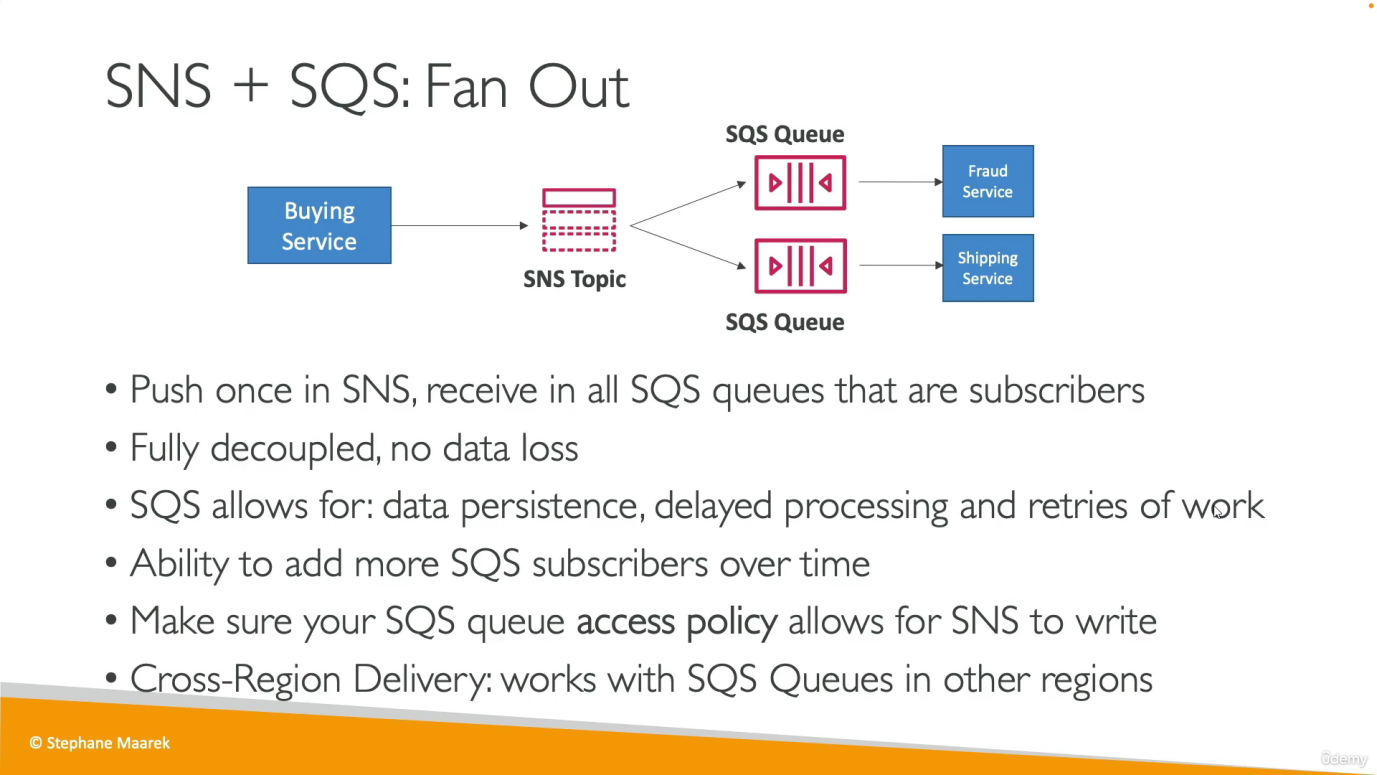 SNS + SQS: Fan Out
SQS Queue
Buying
Service
SNS Topic
Fraud
Service
Shipping
Service
SQS Queue
• Push once in SNS, receive in all SQS queues that are subscribers
• Fully decoupled, no data loss
• SQS allows for: data persistence, delayed processing and retries of work
• Ability to add more SQS subscribers over time
• Make sure your SQS queue access policy allows for SNS to write
• Cross-Region Delivery: works with SQS Queues in other regions
© Stephane Maarek
ûdemy